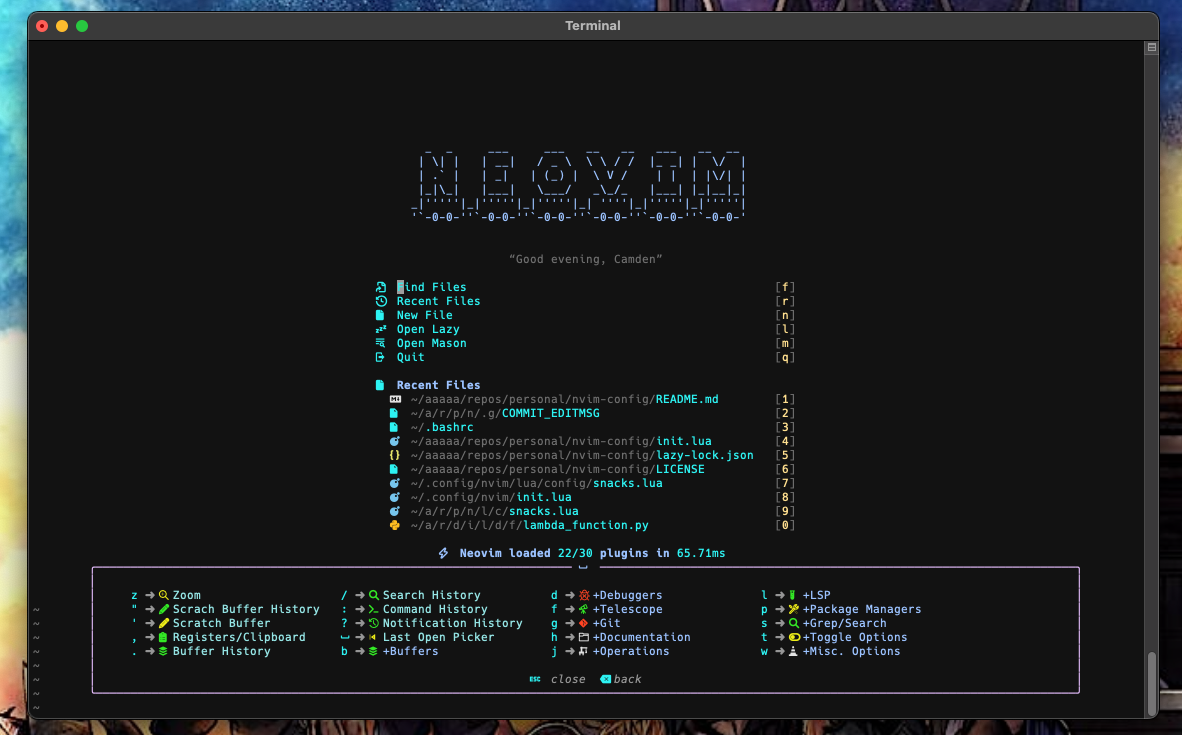 Terminal
NEOVIM
“Good evening, Camden”
Find Files [f]
Recent Files [r]
New File [n]
Open Lazy [l]
Open Mason [m]
Quit [q]
Recent Files
~/aaaaa/repos/personal/nvim-config/README.md [1]
~/a/r/p/n/.g/COMMIT_EDITMSG [2]
~/.bashrc [3]
~/aaaaa/repos/personal/nvim-config/init.lua [4]
~/aaaaa/repos/personal/nvim-config/lazy-lock.json [5]
~/aaaaa/repos/personal/nvim-config/LICENSE [6]
~/.config/nvim/lua/config/snacks.lua [7]
~/.config/nvim/init.lua [8]
~/a/r/p/n/l/c/snacks.lua [9]
~/a/r/d/i/l/d/f/lambda_function.py [0]
Neovim loaded 22/30 plugins in 65.71ms
z ➜ Zoom / ➜ Search History d ➜ +Debuggers l ➜ +LSP
~ " ➜ Scrach Buffer History : ➜ Command History f ➜ +Telescope p ➜ +Package Managers
~ ' ➜ Scratch Buffer ? ➜ Notification History g ➜ +Git s ➜ +Grep/Search
~ , ➜ Registers/Clipboard ␣ ➜ Last Open Picker h ➜ +Documentation t ➜ +Toggle Options
~ . ➜ Buffer History b ➜ +Buffers j ➜ +Operations w ➜ +Misc. Options
~
~ ESC close back
~
~